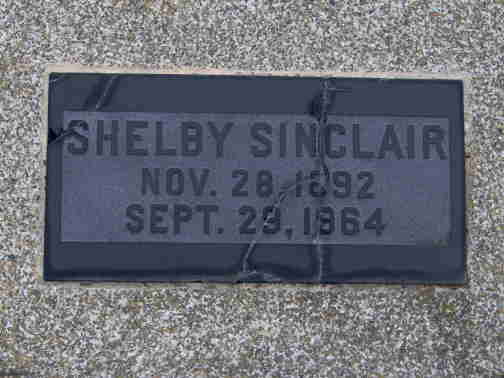 SHELBY SINCLAIR
NOV. 28, 1892
SEPT. 29, 1964